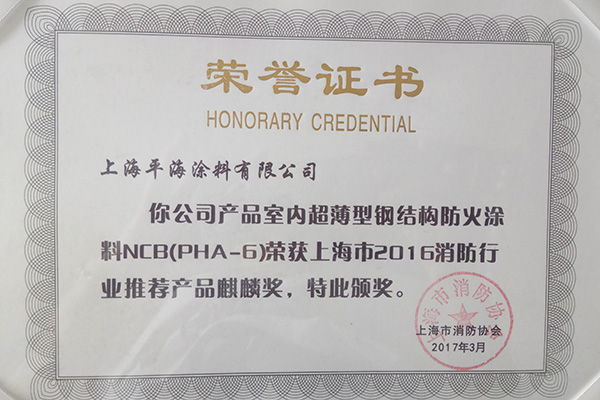 荣誉证书
HONORARY CREDENTIAL
上海平海涂料有限公司
你公司产品室内超薄型钢结构防火涂
料NCB(PHA-6)荣获上海市2016消防行
业推荐产品麒麟奖，特此颁奖。
上海市消防协会
上海市消防协会
2017年3月